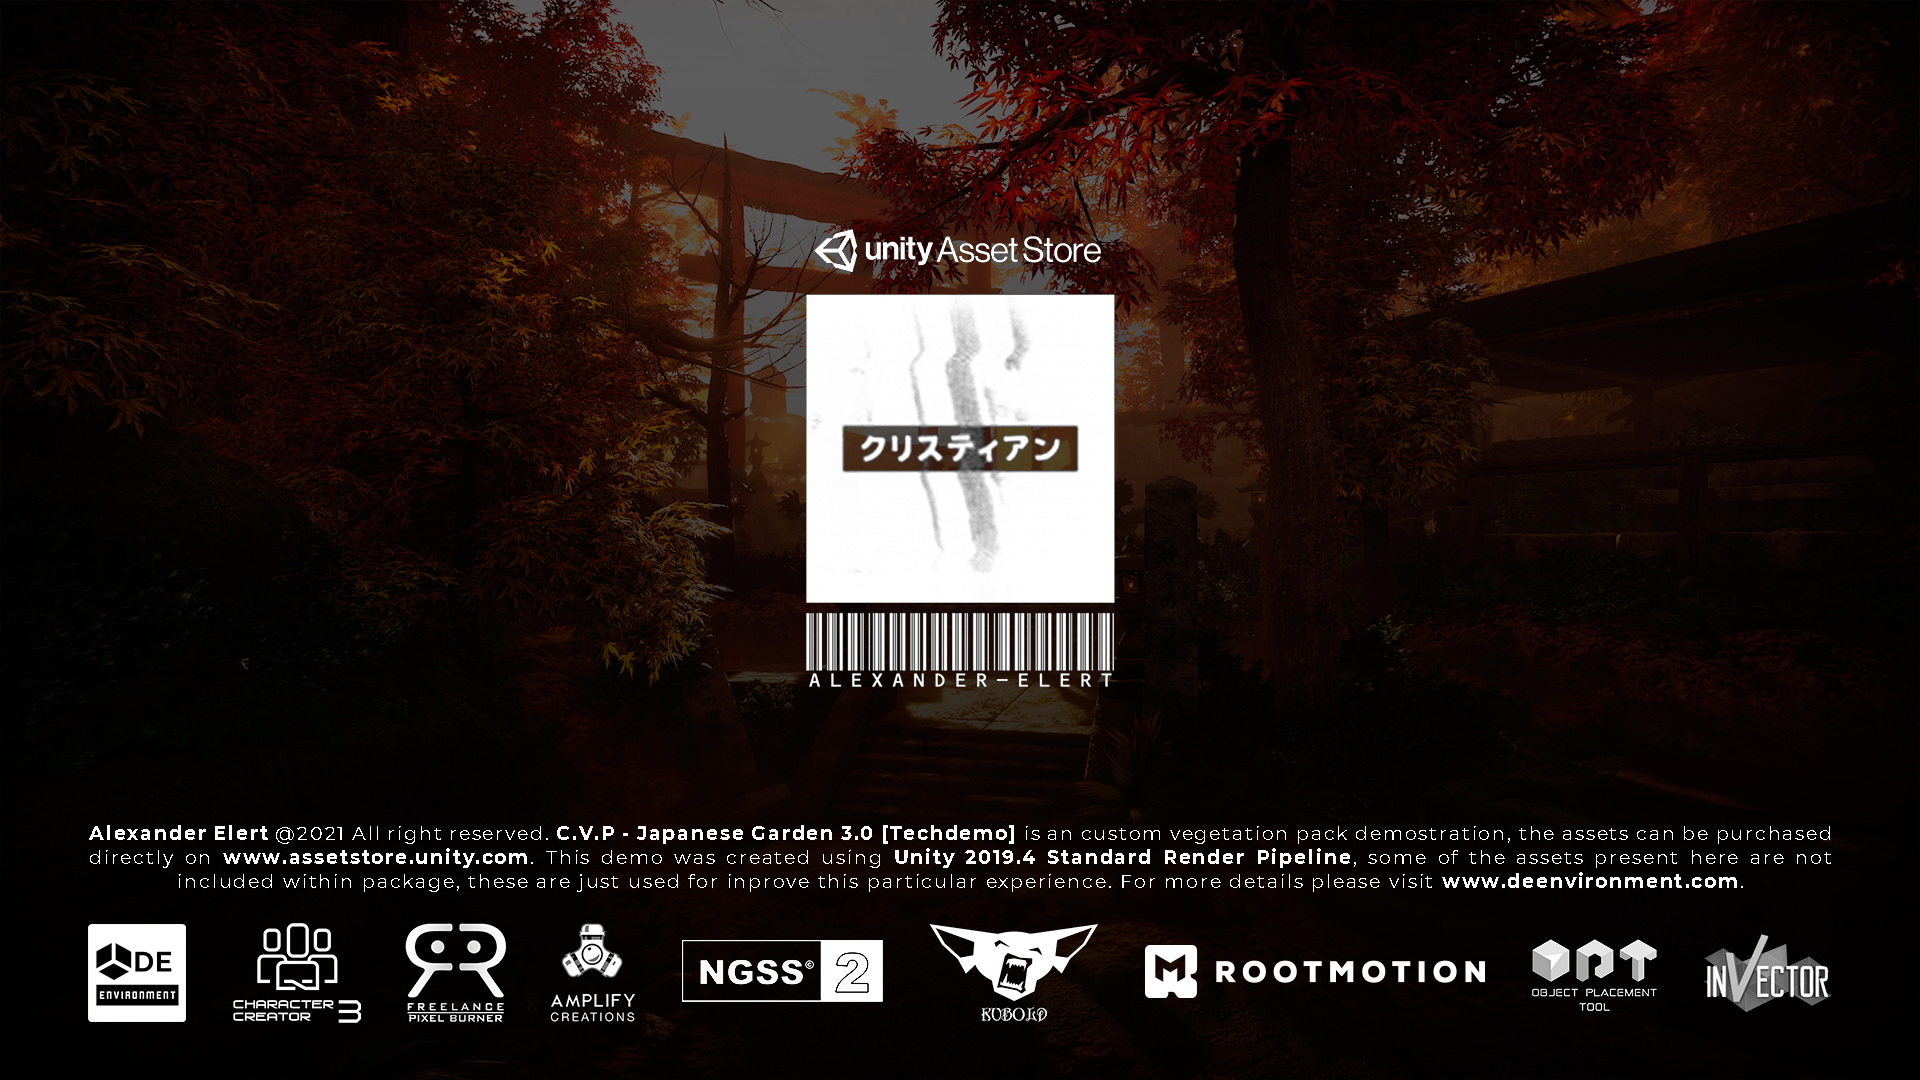 unity Asset Store
クリスティアン
ALEXANDER-ELERT
Alexander Elert @2021 All right reserved. C.V.P - Japanese Garden 3.0 [Techdemo] is an custom vegetation pack demostration, the assets can be purchased
directly on www.assetstore.unity.com. This demo was created using Unity 2019.4 Standard Render Pipeline, some of the assets present here are not
included within package, these are just used for inprove this particular experience. For more details please visit www.deenvironment.com.
DE
ENVIRONMENT
CHARACTER
CREATOR 3
FREELANCE
PIXEL BURNER
AMPLIFY
CREATIONS
NGSS© 2
KUBOLD
ROOTMOTION
OPT
OBJECT PLACEMENT
TOOL
INVECTOR